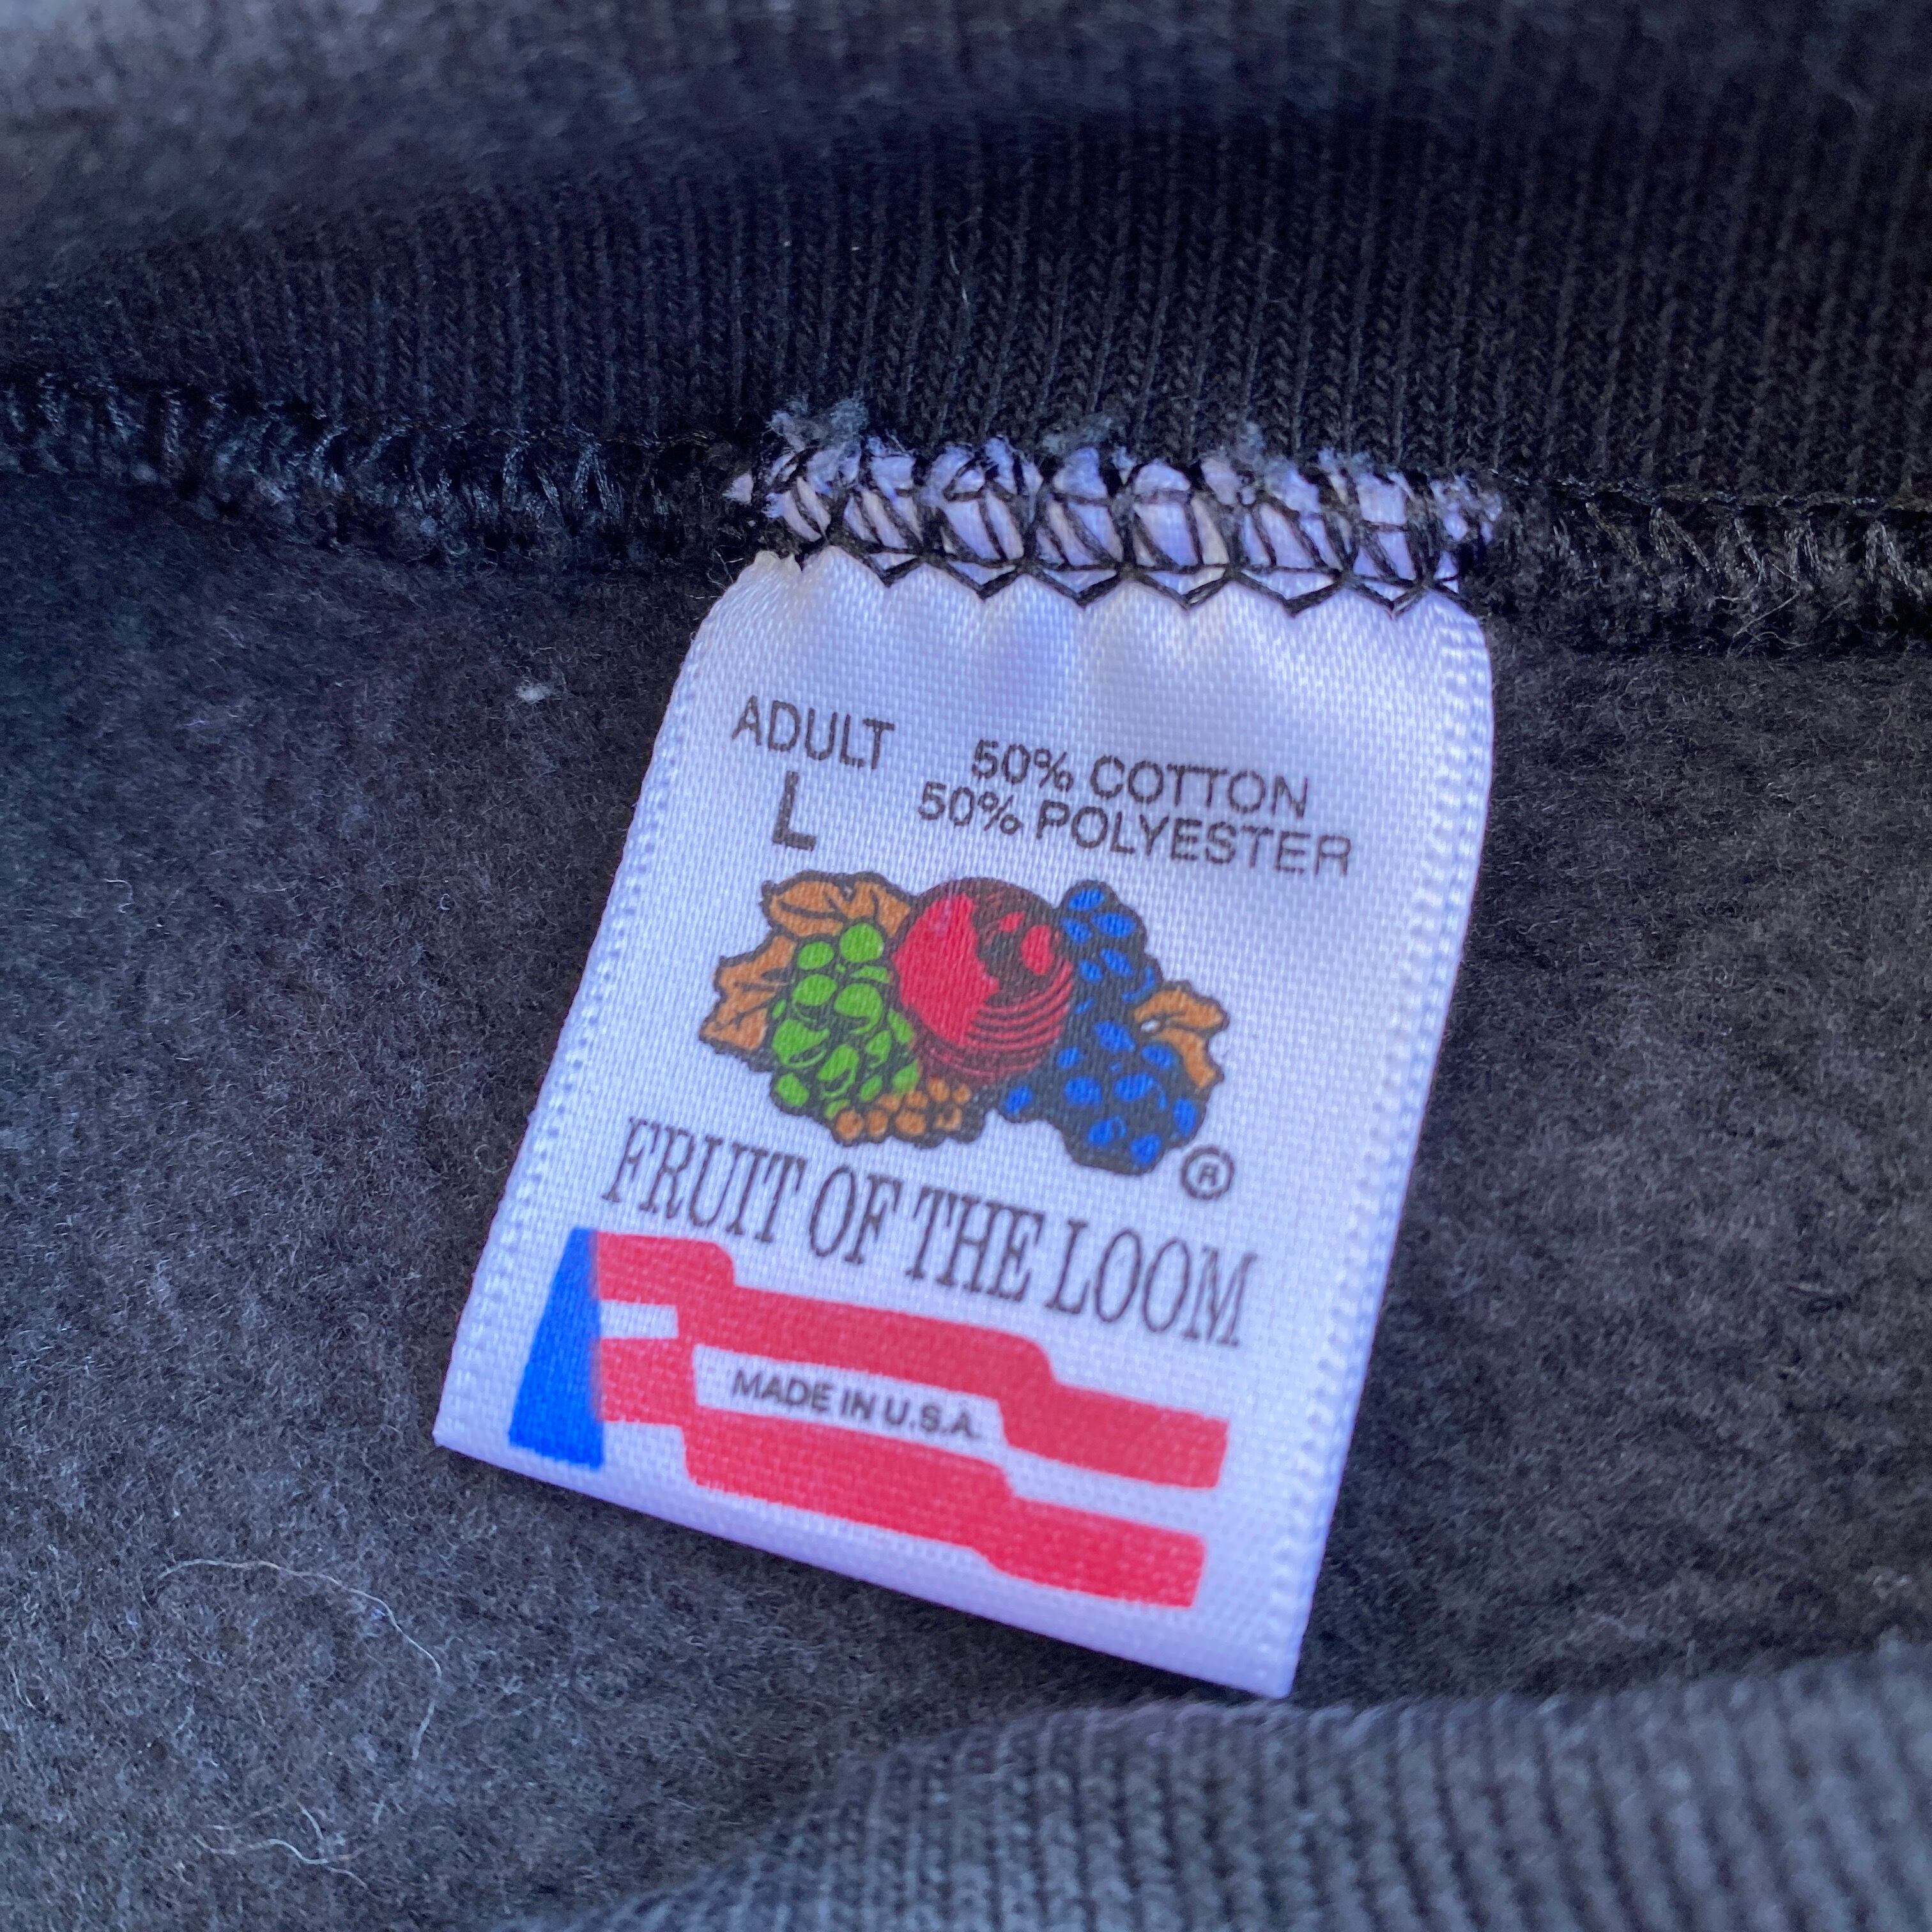 ADULT
L
50% COTTON
50% POLYESTER
®
FRUIT OF THE LOOM
MADE IN U.S.A.